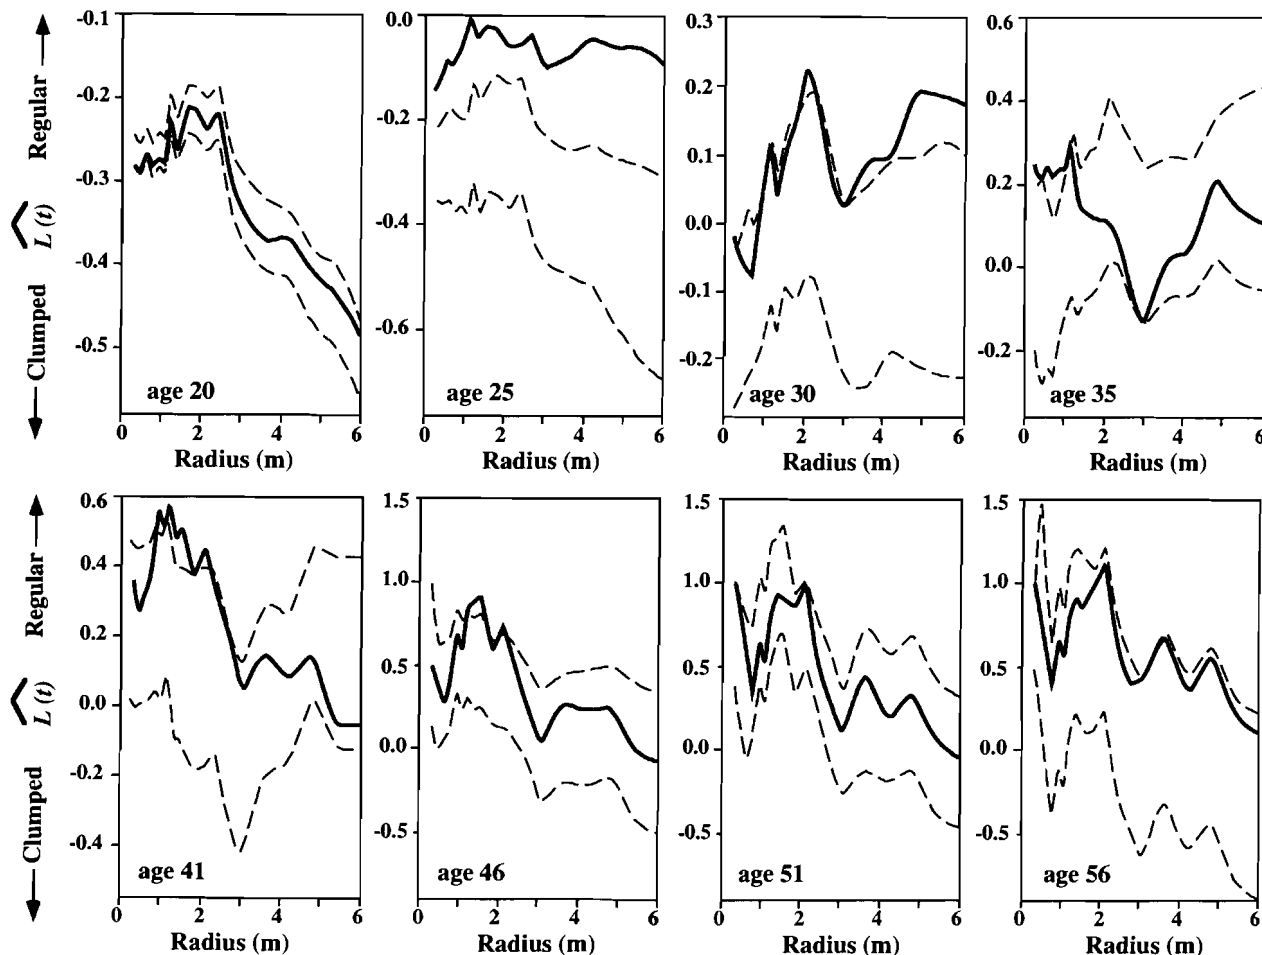 Clumped L̂(t) Regular
-0.1
-0.2
-0.3
-0.4
-0.5
age 20
0 2 4 6
Radius (m)
0.0
-0.2
-0.4
-0.6
age 25
0 2 4 6
Radius (m)
0.3
0.2
0.1
0.0
-0.1
-0.2
age 30
0 2 4 6
Radius (m)
0.6
0.4
0.2
0.0
-0.2
age 35
0 2 4 6
Radius (m)
Clumped L̂(t) Regular
0.6
0.4
0.2
0.0
-0.2
-0.4
age 41
0 2 4 6
Radius (m)
1.5
1.0
0.5
0.0
-0.5
age 46
0 2 4 6
Radius (m)
1.5
1.0
0.5
0.0
-0.5
age 51
0 2 4 6
Radius (m)
1.5
1.0
0.5
0.0
-0.5
age 56
0 2 4 6
Radius (m)